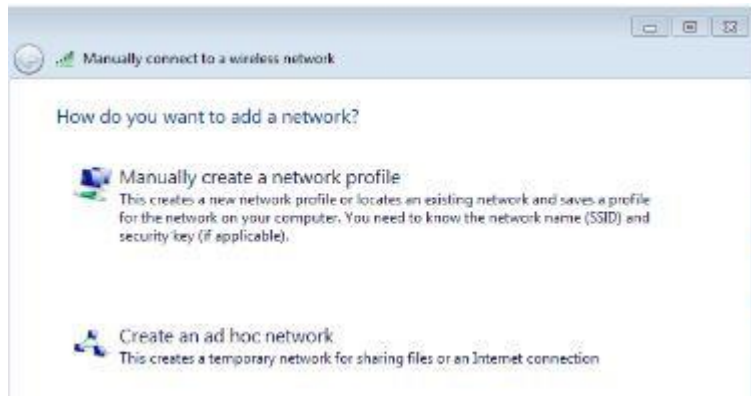 Manually connect to a wireless network
How do you want to add a network?
Manually create a network profile
This creates a new network profile or locates an existing network and saves a profile
for the network on your computer. You need to know the network name (SSID) and
security key (if applicable).
Create an ad hoc network
This creates a temporary network for sharing files or an Internet connection